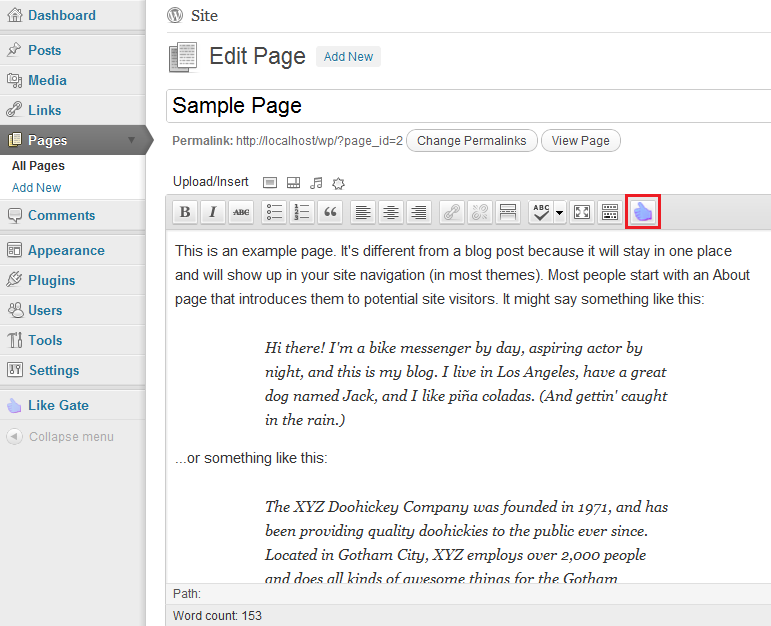 Dashboard
Posts
Media
Links
Pages
All Pages
Add New
Comments
Appearance
Plugins
Users
Tools
Settings
Like Gate
Collapse menu
Site
Edit Page Add New
Sample Page
Permalink: http://localhost/wp/?page_id=2 Change Permalinks View Page
Upload/Insert
B I ABC ABC
This is an example page. It's different from a blog post because it will stay in one place
and will show up in your site navigation (in most themes). Most people start with an About
page that introduces them to potential site visitors. It might say something like this:
Hi there! I'm a bike messenger by day, aspiring actor by
night, and this is my blog. I live in Los Angeles, have a great
dog named Jack, and I like piña coladas. (And gettin' caught
in the rain.)
...or something like this:
The XYZ Doohickey Company was founded in 1971, and has
been providing quality doohickies to the public ever since.
Located in Gotham City, XYZ employs over 2,000 people
and does all kinds of awesome things for the Gotham
Path:
Word count: 153